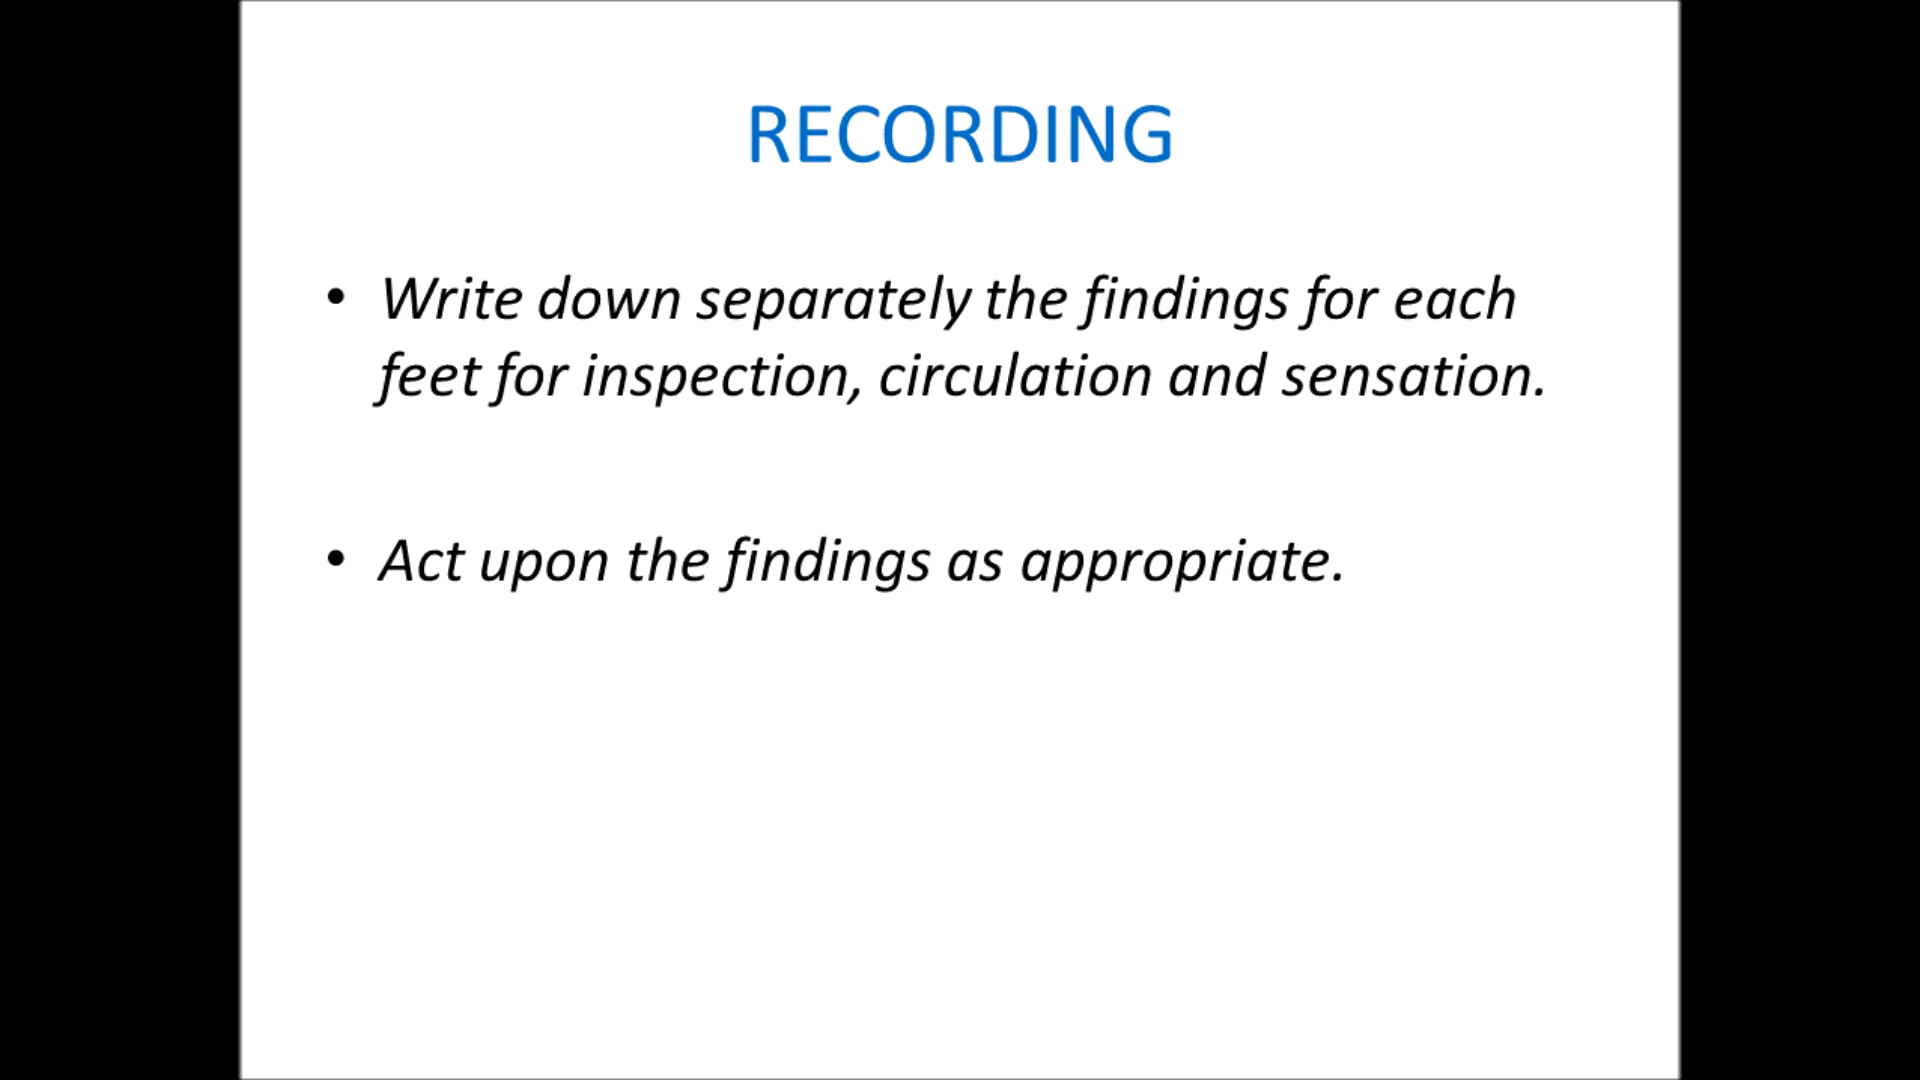 RECORDING
• Write down separately the findings for each
feet for inspection, circulation and sensation.
• Act upon the findings as appropriate.